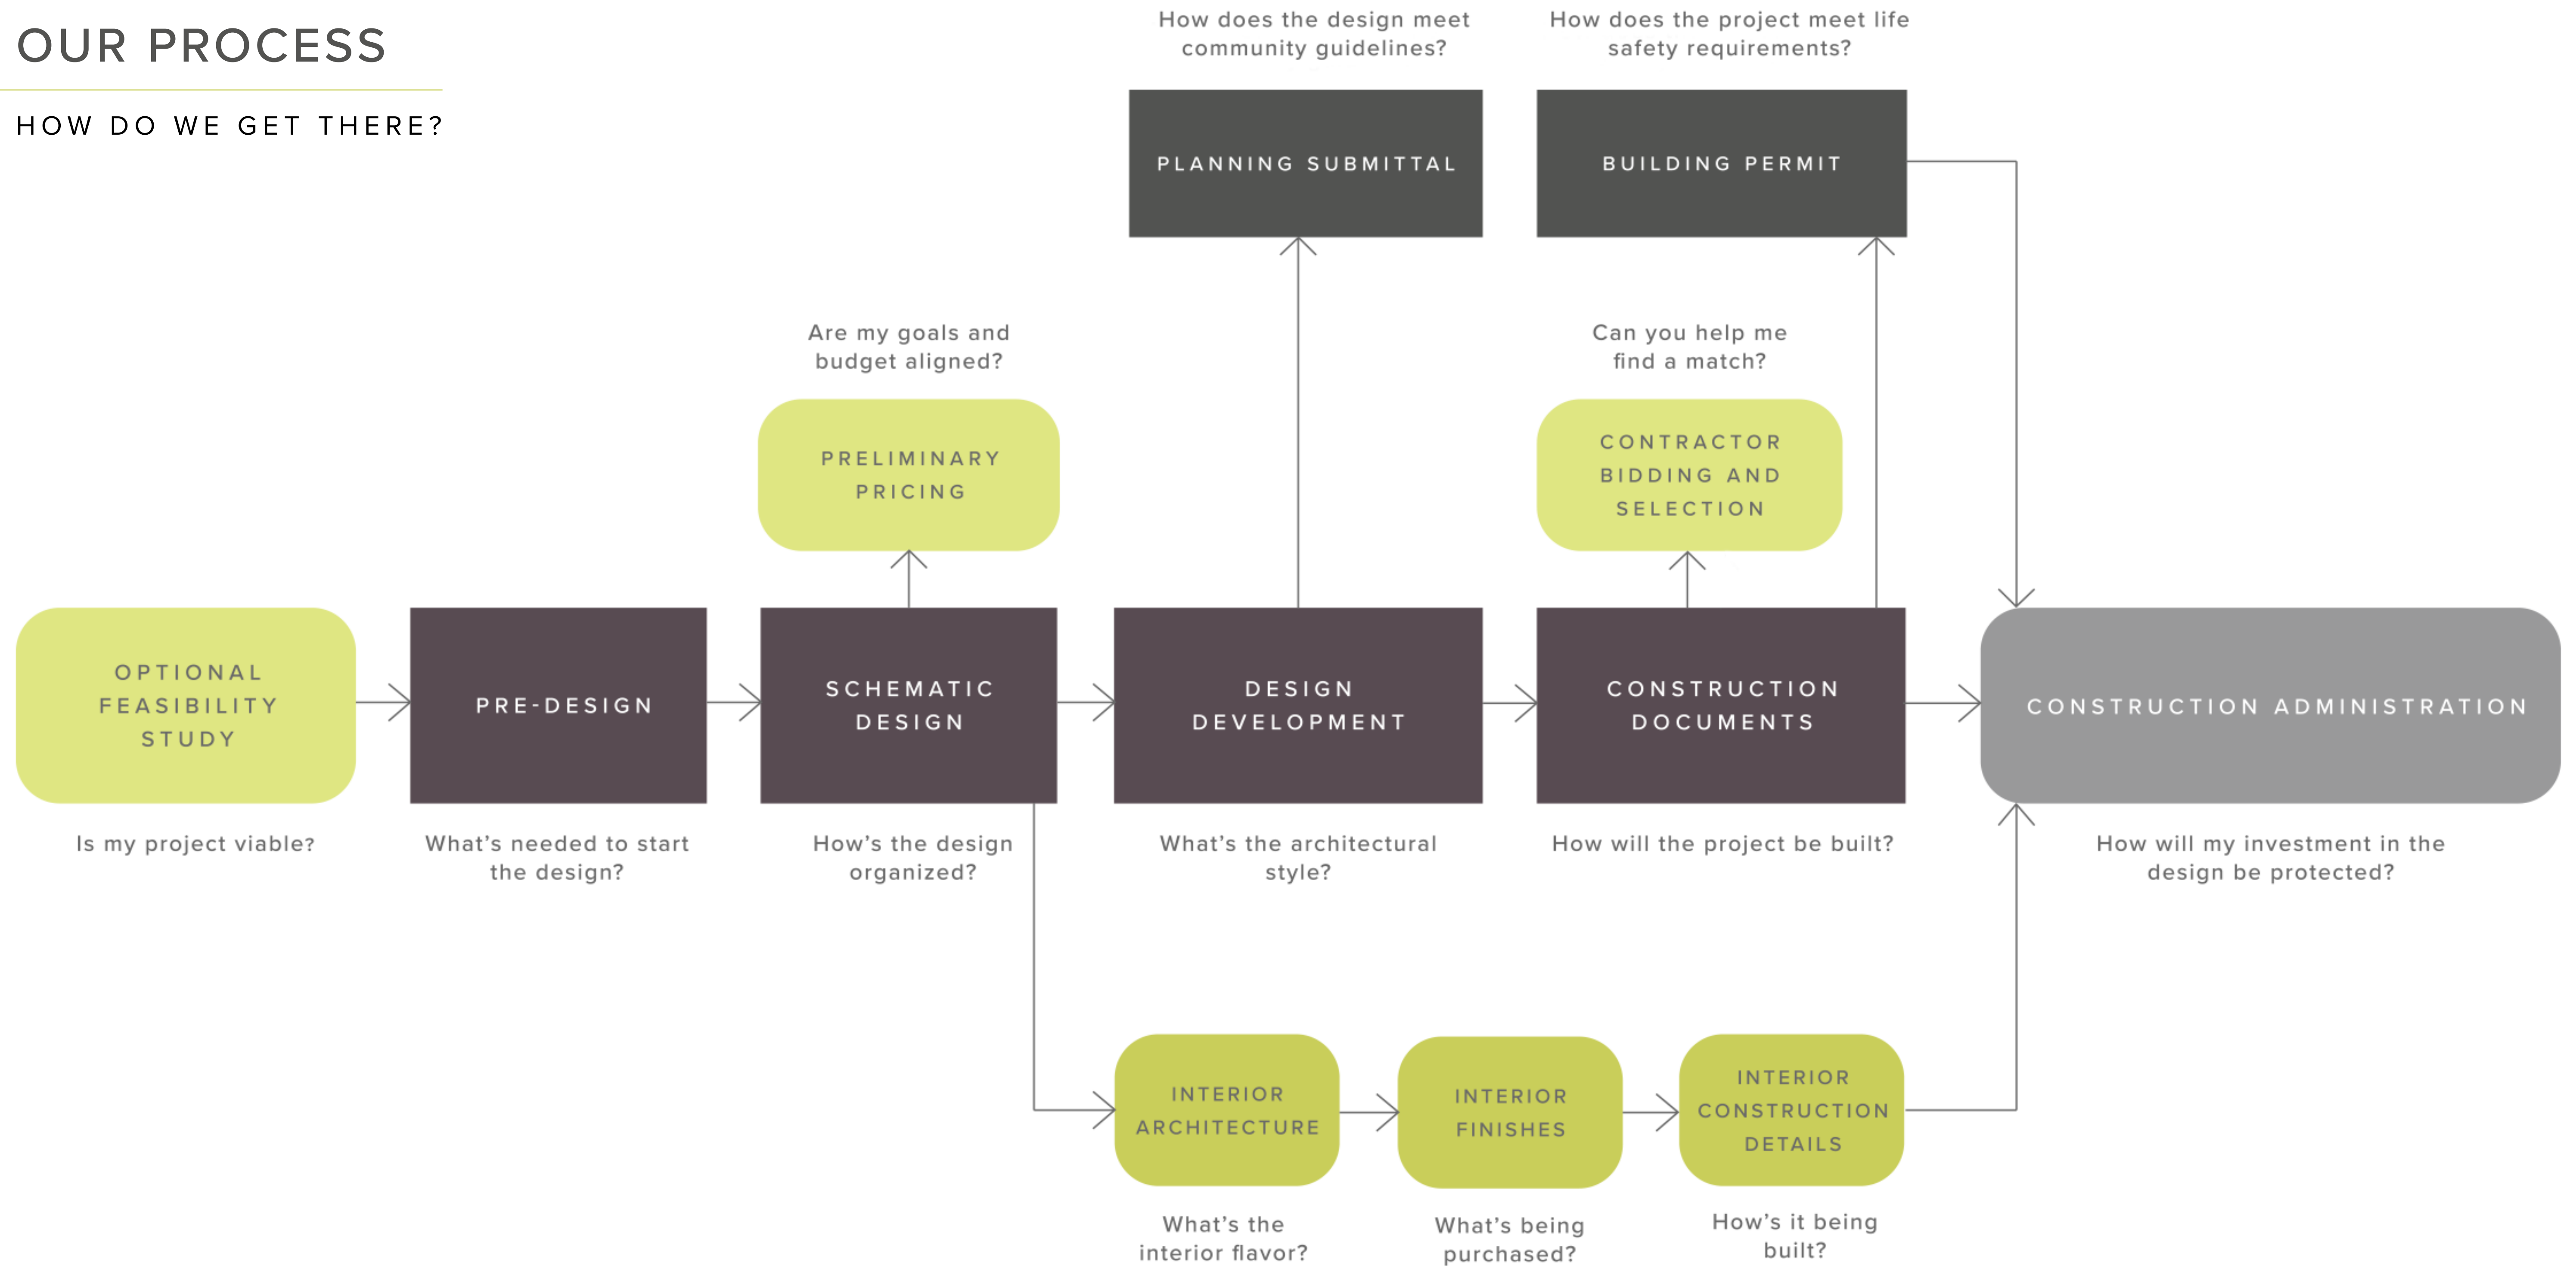 OUR PROCESS
HOW DO WE GET THERE?
How does the design meet
community guidelines?
How does the project meet life
safety requirements?
PLANNING SUBMITTAL
BUILDING PERMIT
Are my goals and
budget aligned?
Can you help me
find a match?
PRELIMINARY
PRICING
CONTRACTOR
BIDDING AND
SELECTION
OPTIONAL
FEASIBILITY
STUDY
PRE-DESIGN
SCHEMATIC
DESIGN
DESIGN
DEVELOPMENT
CONSTRUCTION
DOCUMENTS
CONSTRUCTION ADMINISTRATION
Is my project viable?
What's needed to start
the design?
How's the design
organized?
What's the architectural
style?
How will the project be built?
How will my investment in the
design be protected?
INTERIOR
ARCHITECTURE
INTERIOR
FINISHES
INTERIOR
CONSTRUCTION
DETAILS
What's the
interior flavor?
What's being
purchased?
How's it being
built?